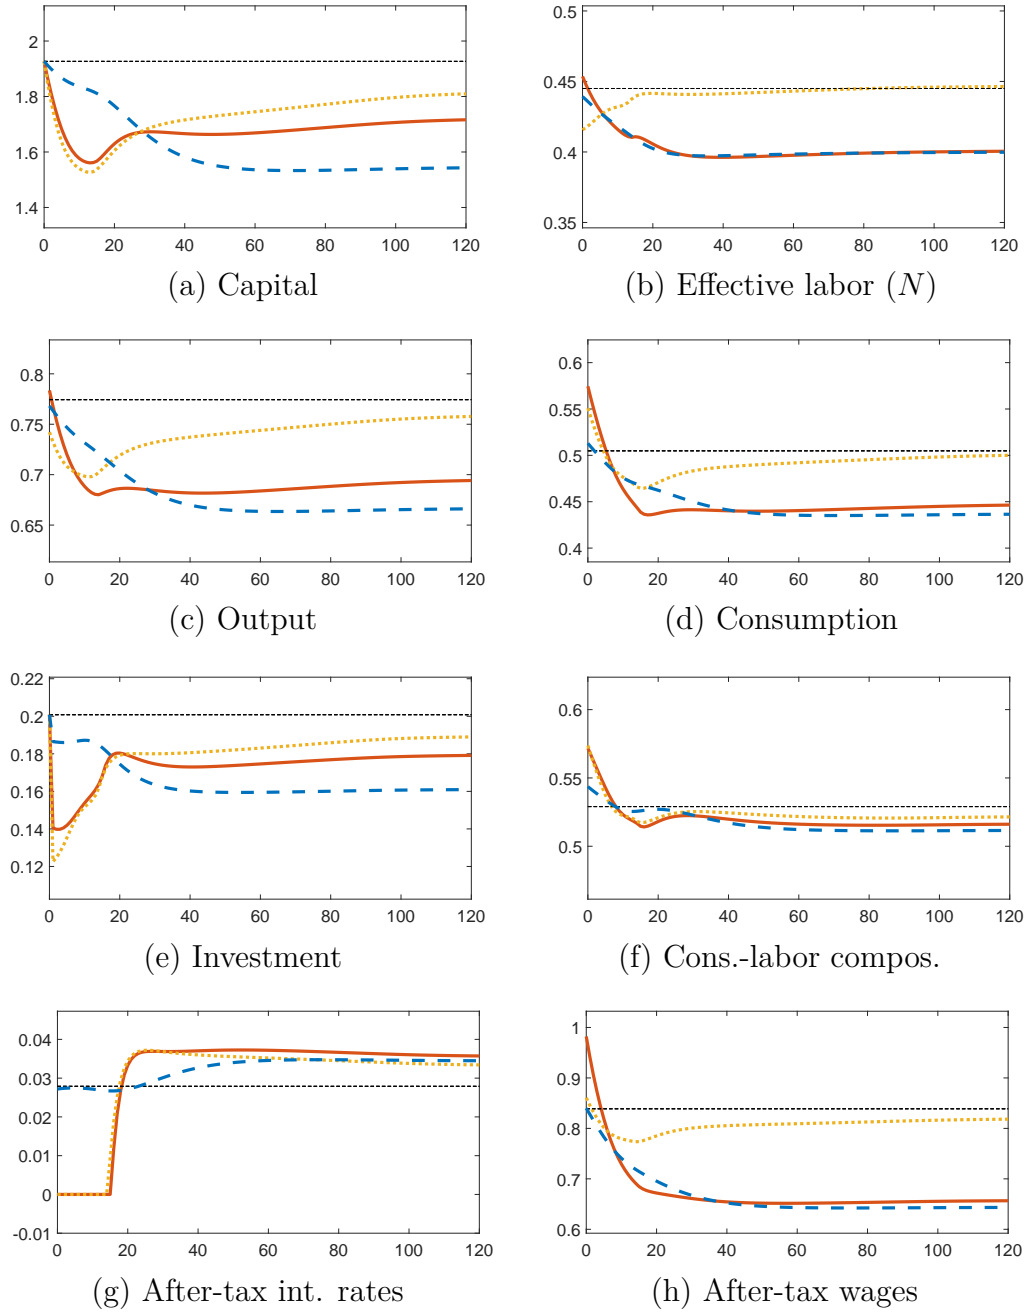 2
1.8
1.6
1.4
0 20 40 60 80 100 120
(a) Capital
0.5
0.45
0.4
0.35
0 20 40 60 80 100 120
(b) Effective labor (N)
0.8
0.75
0.7
0.65
0 20 40 60 80 100 120
(c) Output
0.6
0.55
0.5
0.45
0.4
0 20 40 60 80 100 120
(d) Consumption
0.22
0.2
0.18
0.16
0.14
0.12
0 20 40 60 80 100 120
(e) Investment
0.6
0.55
0.5
0 20 40 60 80 100 120
(f) Cons.-labor compos.
0.04
0.03
0.02
0.01
0
-0.01
0 20 40 60 80 100 120
(g) After-tax int. rates
1
0.9
0.8
0.7
0.6
0 20 40 60 80 100 120
(h) After-tax wages